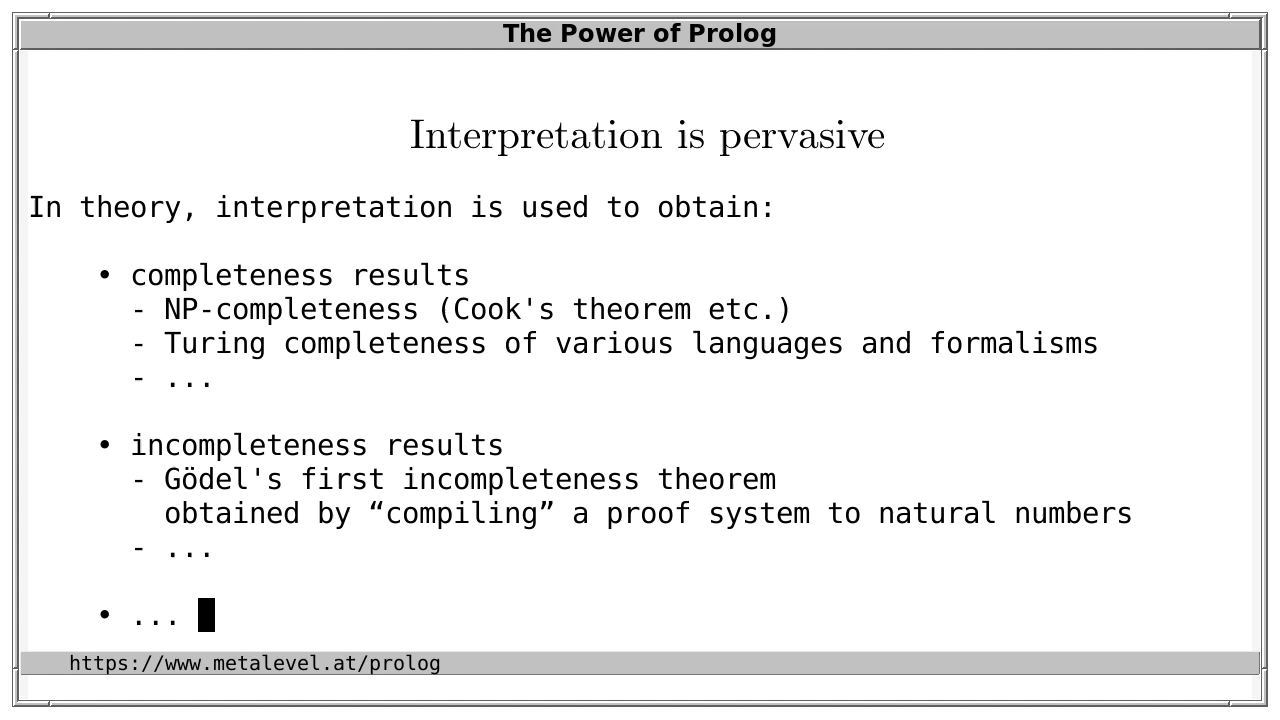 The Power of Prolog
Interpretation is pervasive
In theory, interpretation is used to obtain:
• completeness results
- NP-completeness (Cook's theorem etc.)
- Turing completeness of various languages and formalisms
- ...
• incompleteness results
- Gödel's first incompleteness theorem
obtained by “compiling” a proof system to natural numbers
- ...
• ...
https://www.metalevel.at/prolog